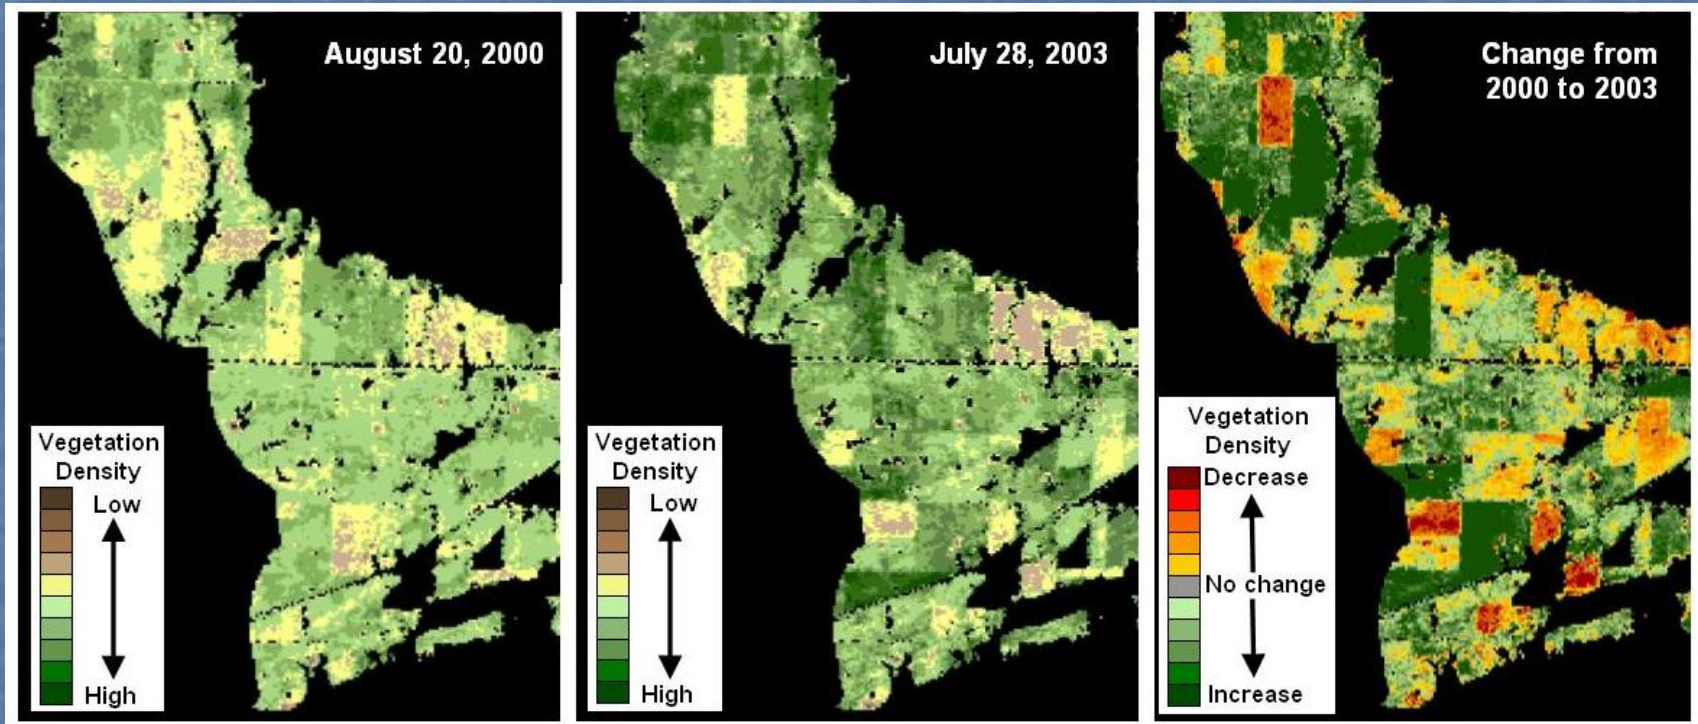 August 20, 2000
Vegetation
Density
Low
High
July 28, 2003
Vegetation
Density
Low
High
Change from
2000 to 2003
Vegetation
Density
Decrease
No change
Increase